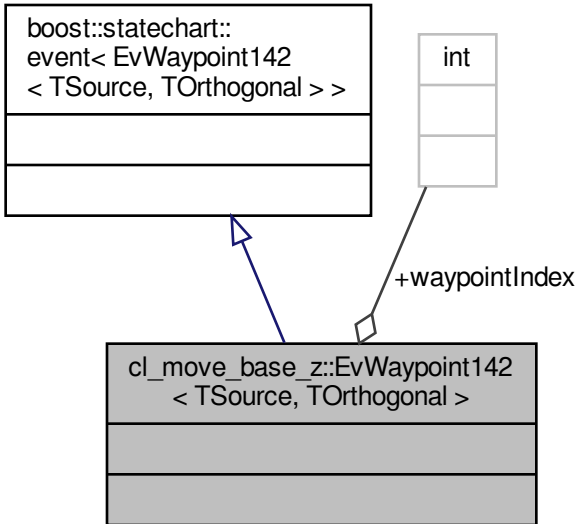 boost::statechart::
event< EvWaypoint142
< TSource, TOrthogonal > >
int
+waypointIndex
cl_move_base_z::EvWaypoint142
< TSource, TOrthogonal >